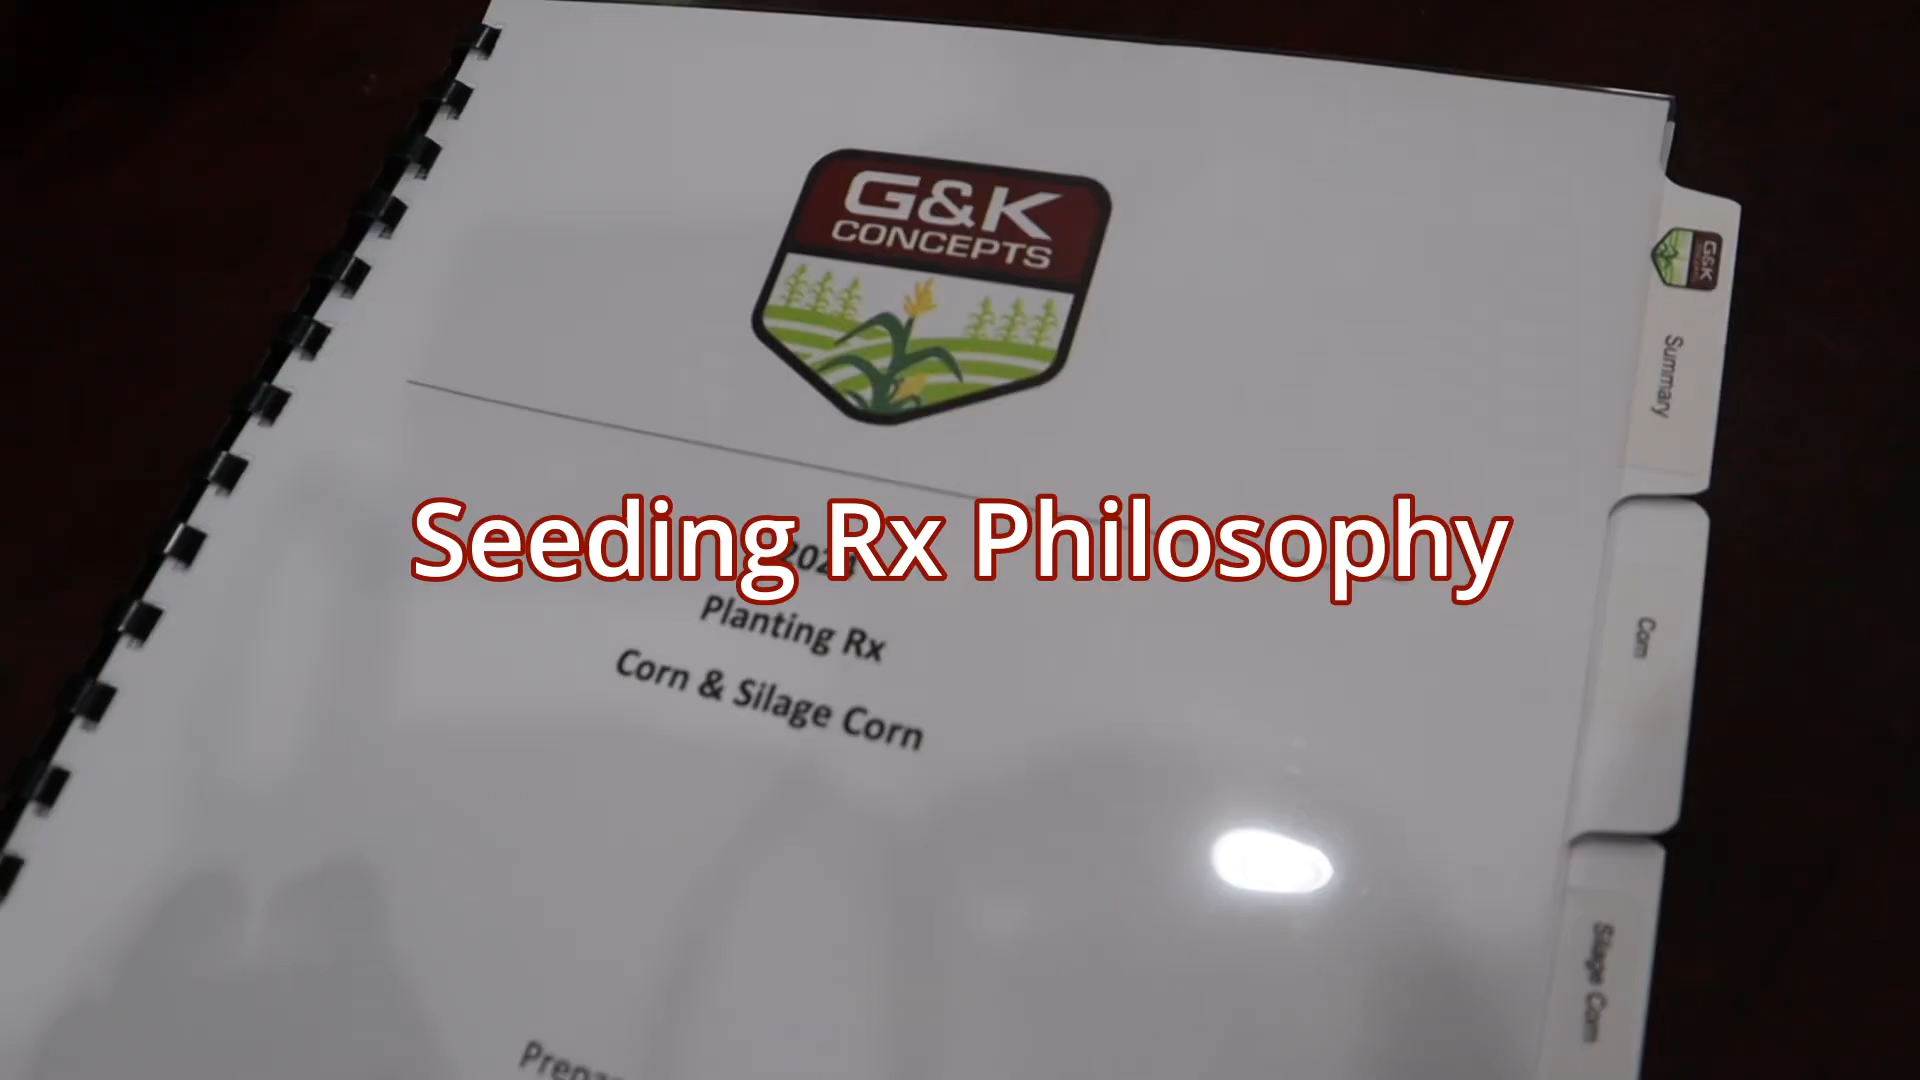 G&K
CONCEPTS
G&K
Summary
Seeding Rx Philosophy
Planting Rx
Corn & Silage Corn
Corn
Silage Corn